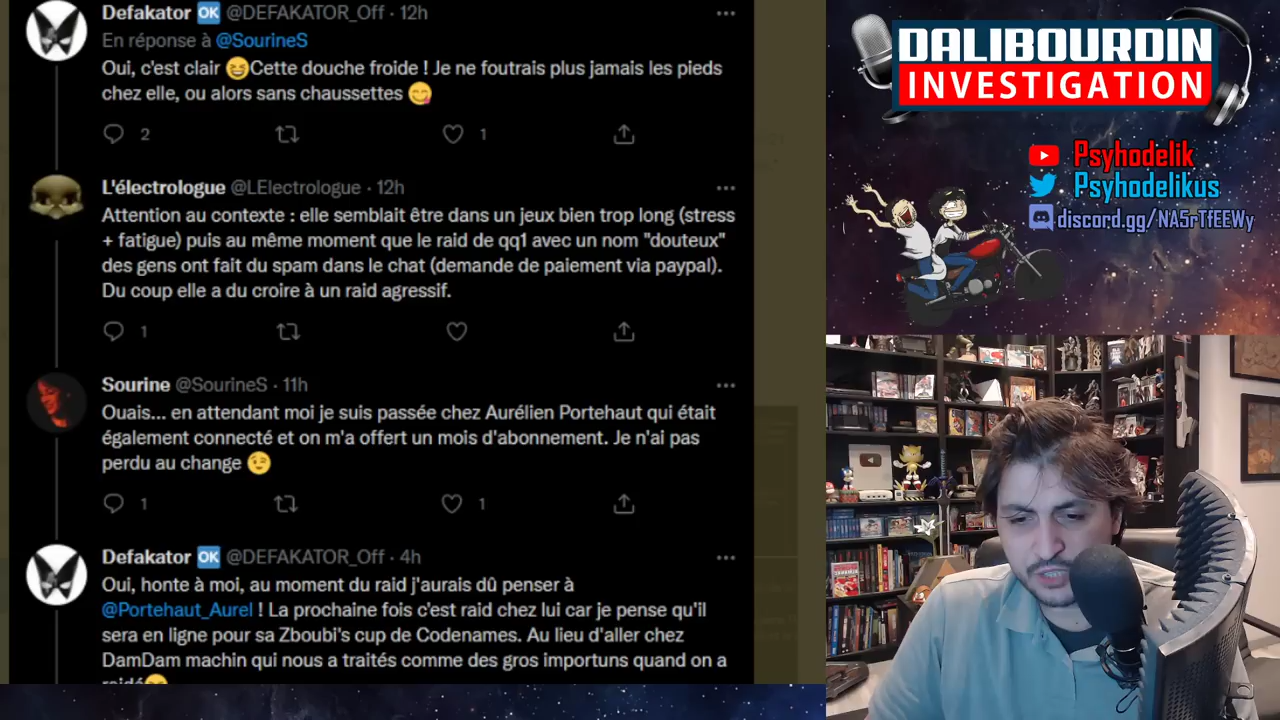 Defakator OK @DEFAKATOR_Off · 12h
En réponse à @SourineS
Oui, c'est clair 😆Cette douche froide ! Je ne foutrais plus jamais les pieds
chez elle, ou alors sans chaussettes 😋
2
1
L'électrologue @LElectrologue · 12h
Attention au contexte : elle semblait être dans un jeux bien trop long (stress
+ fatigue) puis au même moment que le raid de qq1 avec un nom "douteux"
des gens ont fait du spam dans le chat (demande de paiement via paypal).
Du coup elle a du croire à un raid agressif.
1
Sourine @SourineS · 11h
Ouais... en attendant moi je suis passée chez Aurélien Portehaut qui était
également connecté et on m'a offert un mois d'abonnement. Je n'ai pas
perdu au change 😉
1
1
Defakator OK @DEFAKATOR_Off · 4h
Oui, honte à moi, au moment du raid j'aurais dû penser à
@Portehaut_Aurel ! La prochaine fois c'est raid chez lui car je pense qu'il
sera en ligne pour sa Zboubi's cup de Codenames. Au lieu d'aller chez
DamDam machin qui nous a traités comme des gros importuns quand on a
DALIBOURDIN
INVESTIGATION
Psyhodelik
Psyhodelikus
discord.gg/NA5rTfEEWy